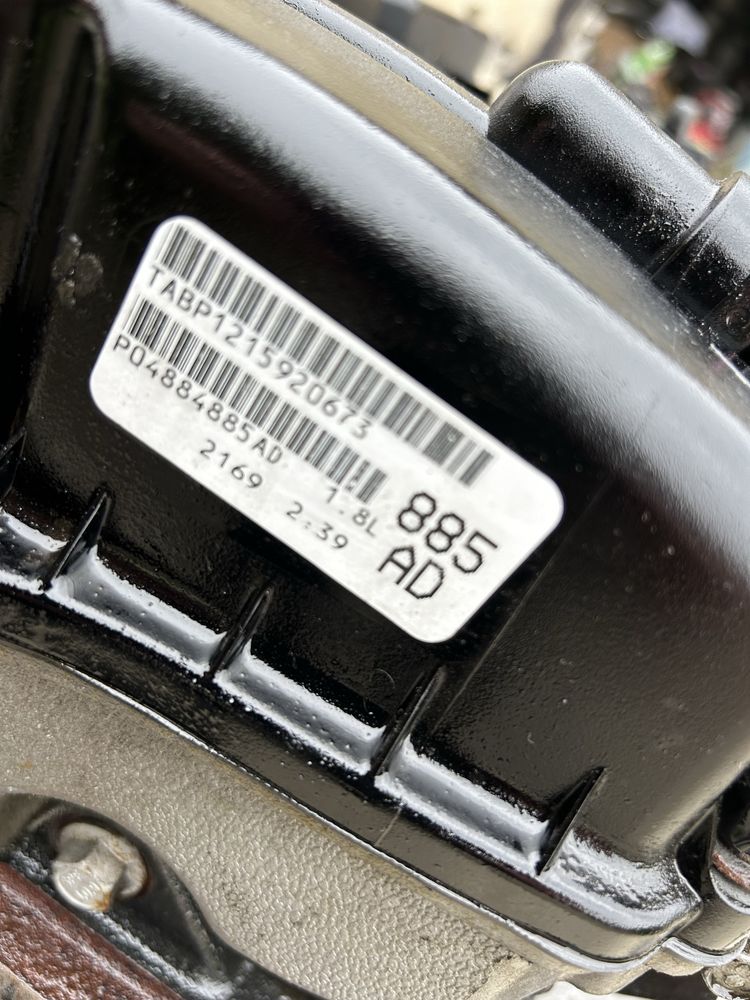 TABP1215920673
P04884885AD 1.8L
2169 2.39
885
AD